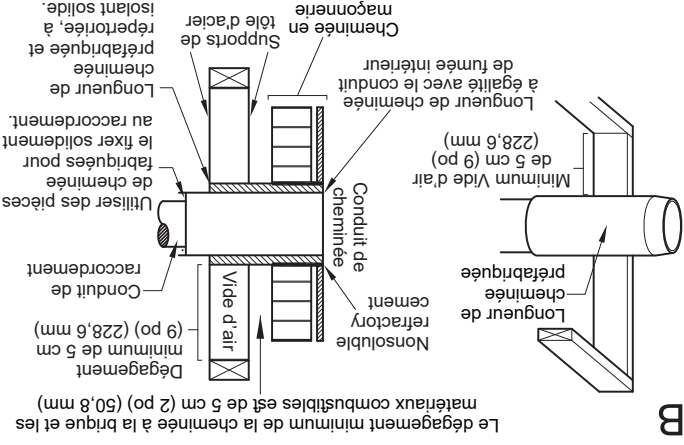 B
Le dégagement minimum de la cheminée à la brique et les
matériaux combustibles est de 5 cm (2 po) (50,8 mm)
Longueur de
cheminée
préfabriquée
Minimum Vide d'air
de 5 cm (9 po)
(228,6 mm)
Nonsoluble
refractory
cement
Conduit de
cheminée
Longueur de cheminée
à égalité avec le conduit
de fumée intérieur
Cheminée en
maçonnerie
Vide d'air
Dégagement
minimum de 5 cm
(9 po) (228,6 mm)
Conduit de
raccordement
Utiliser des pièces
de cheminée
fabriquées pour
le fixer solidement
au raccordement.
Longueur de
cheminée
préfabriquée et
répertoriée, à
isolant solide.
Supports de
tôle d'acier